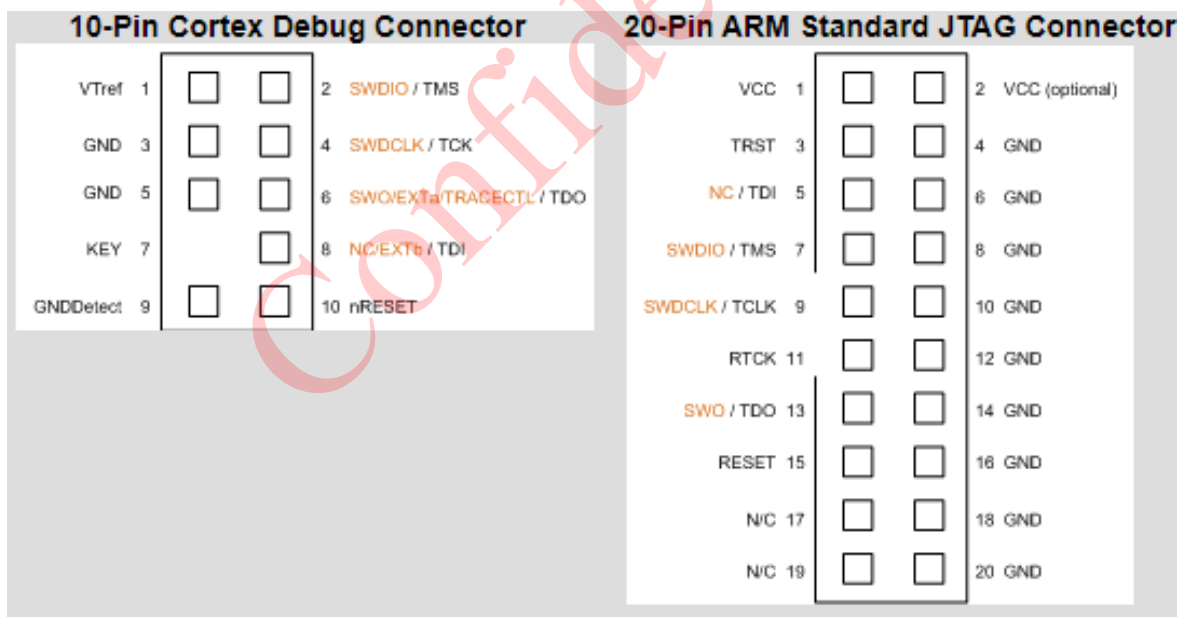 10-Pin Cortex Debug Connector
VTref 1
2 SWDIO / TMS
GND 3
4 SWDCLK / TCK
GND 5
6 SWO/EXTa/TRACECTL / TDO
KEY 7
8 NC/EXTb / TDI
GNDDetect 9
10 nRESET
20-Pin ARM Standard JTAG Connector
VCC 1
2 VCC (optional)
TRST 3
4 GND
NC / TDI 5
6 GND
SWDIO / TMS 7
8 GND
SWDCLK / TCLK 9
10 GND
RTCK 11
12 GND
SWO / TDO 13
14 GND
RESET 15
16 GND
N/C 17
18 GND
N/C 19
20 GND
Confide